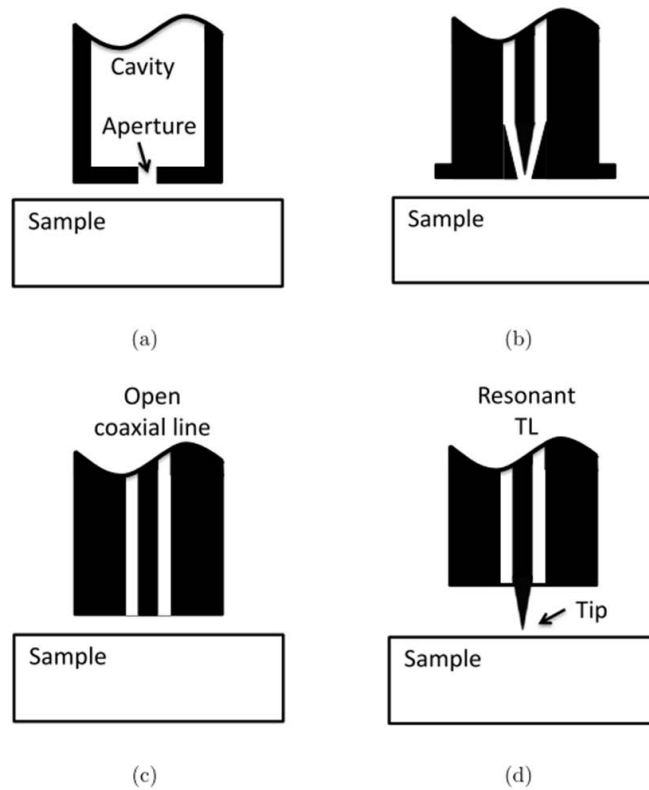 Cavity
Aperture
Sample
(a)
Sample
(b)
Open
coaxial line
Sample
(c)
Resonant
TL
Tip
Sample
(d)